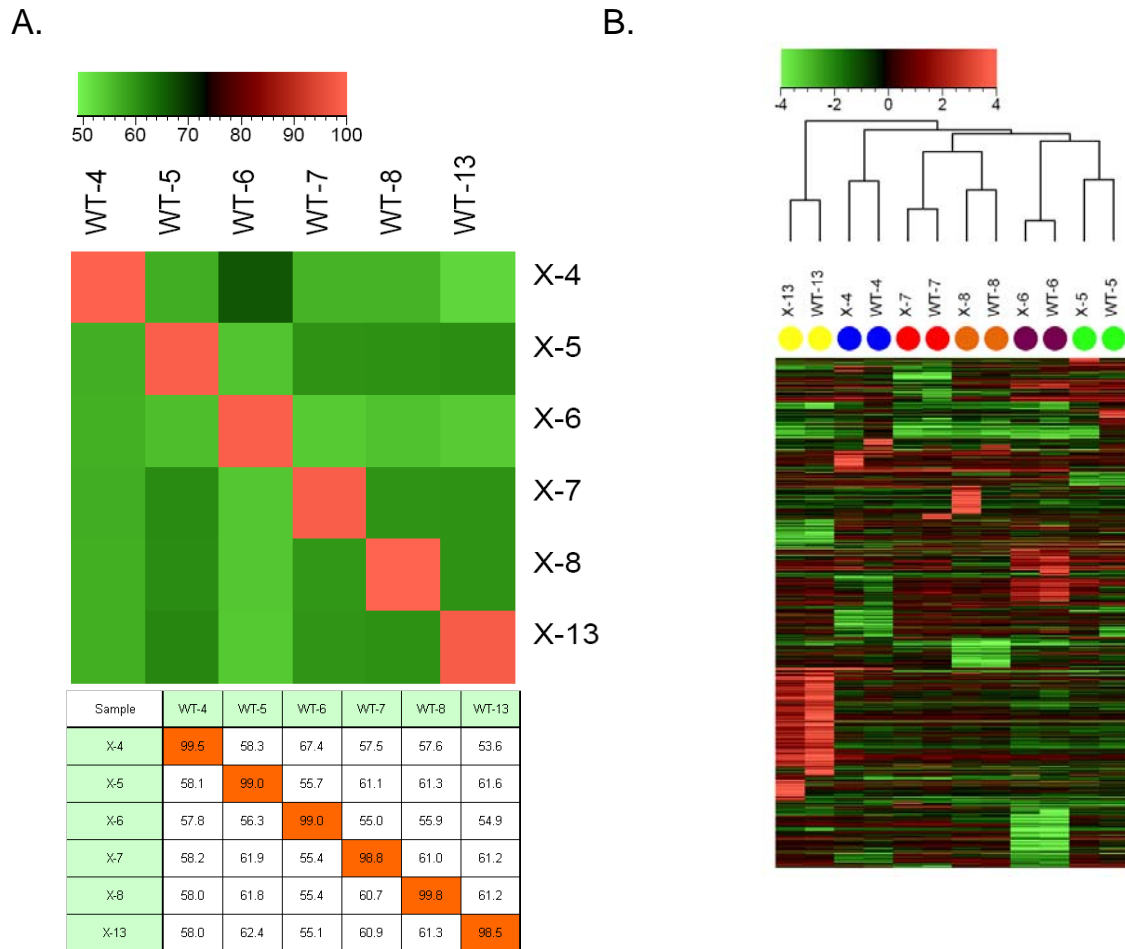 A.
50 60 70 80 90 100
WT-4 WT-5 WT-6 WT-7 WT-8 WT-13
X-4
X-5
X-6
X-7
X-8
X-13
Sample WT-4 WT-5 WT-6 WT-7 WT-8 WT-13
X-4 99.5 58.3 67.4 57.5 57.6 53.6
X-5 58.1 99.0 55.7 61.1 61.3 61.6
X-6 57.8 56.3 99.0 55.0 55.9 54.9
X-7 58.2 61.9 55.4 98.8 61.0 61.2
X-8 58.0 61.8 55.4 60.7 99.8 61.2
X-13 58.0 62.4 55.1 60.9 61.3 98.5
B.
-4 -2 0 2 4
X-13 WT-13 X-4 WT-4 X-7 WT-7 X-8 WT-8 X-6 WT-6 X-5 WT-5